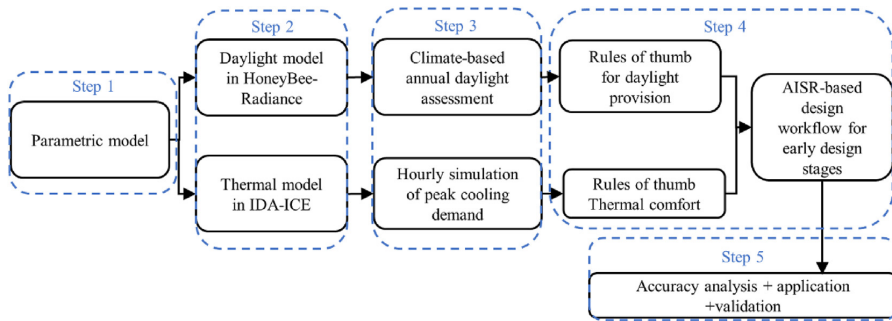 Step 1
Parametric model
Step 2
Daylight model
in HoneyBee-
Radiance
Thermal model
in IDA-ICE
Step 3
Climate-based
annual daylight
assessment
Hourly simulation
of peak cooling
demand
Step 4
Rules of thumb
for daylight
provision
Rules of thumb
Thermal comfort
AISR-based
design
workflow for
early design
stages
Step 5
Accuracy analysis + application
+validation